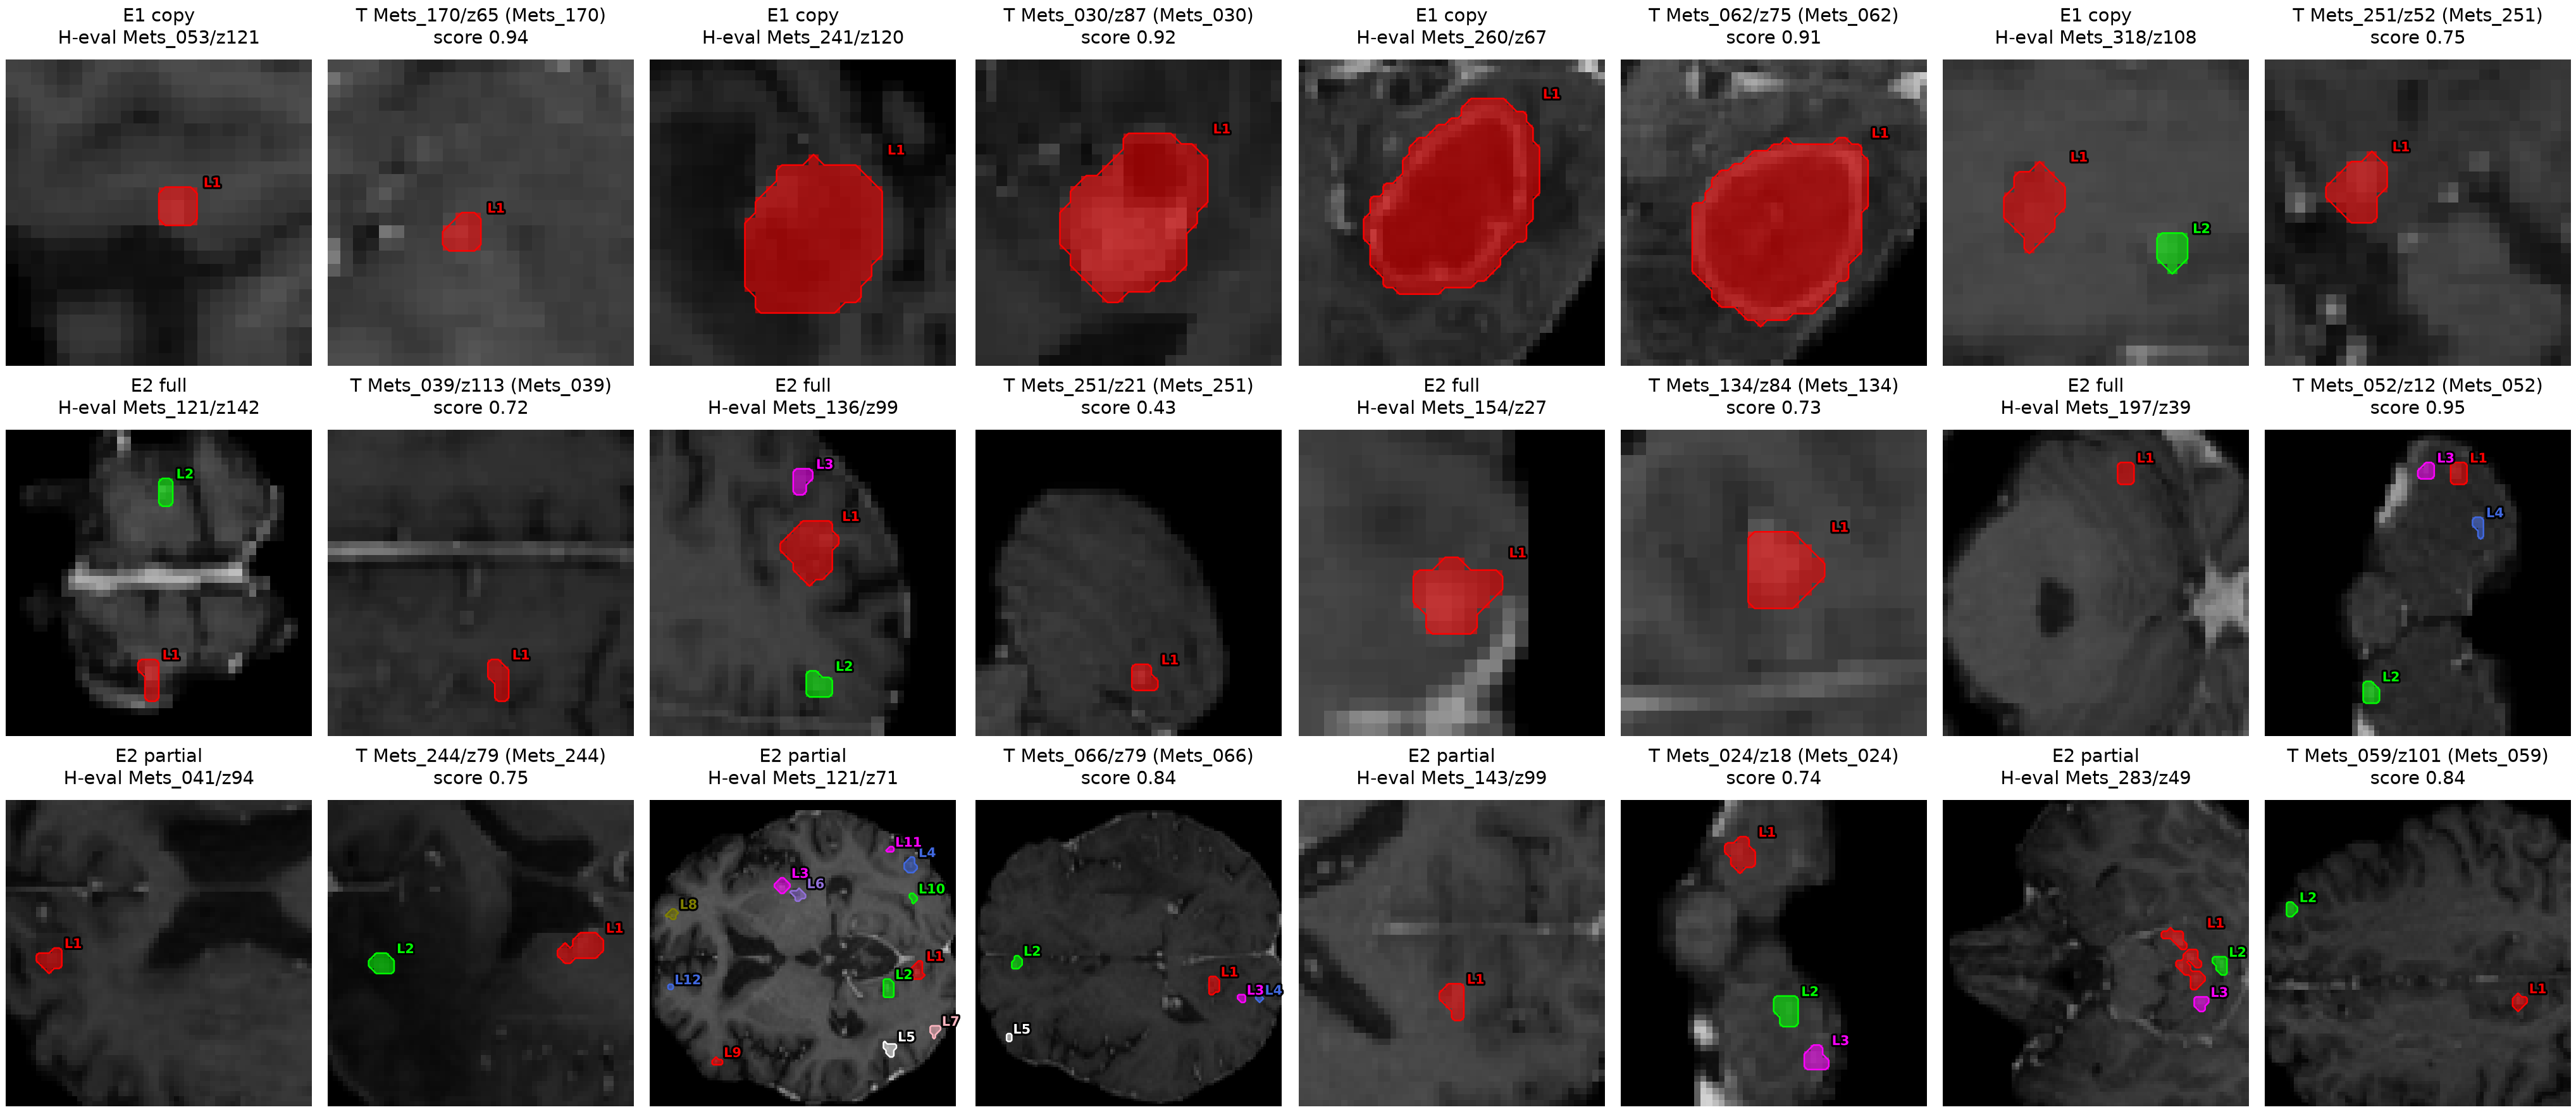 E1 copy
H-eval Mets_053/z121
T Mets_170/z65 (Mets_170)
score 0.94
E1 copy
H-eval Mets_241/z120
T Mets_030/z87 (Mets_030)
score 0.92
E1 copy
H-eval Mets_260/z67
T Mets_062/z75 (Mets_062)
score 0.91
E1 copy
H-eval Mets_318/z108
T Mets_251/z52 (Mets_251)
score 0.75
L1
L1
L1
L1
L1
L1
L1
L2
L1
E2 full
H-eval Mets_121/z142
T Mets_039/z113 (Mets_039)
score 0.72
E2 full
H-eval Mets_136/z99
T Mets_251/z21 (Mets_251)
score 0.43
E2 full
H-eval Mets_154/z27
T Mets_134/z84 (Mets_134)
score 0.73
E2 full
H-eval Mets_197/z39
T Mets_052/z12 (Mets_052)
score 0.95
L2
L1
L1
L3
L1
L2
L1
L1
L1
L1
L3
L1
L4
L2
E2 partial
H-eval Mets_041/z94
T Mets_244/z79 (Mets_244)
score 0.75
E2 partial
H-eval Mets_121/z71
T Mets_066/z79 (Mets_066)
score 0.84
E2 partial
H-eval Mets_143/z99
T Mets_024/z18 (Mets_024)
score 0.74
E2 partial
H-eval Mets_283/z49
T Mets_059/z101 (Mets_059)
score 0.84
L1
L1
L2
L11
L4
L3
L6
L10
L8
L1
L2
L12
L7
L5
L9
L2
L1
L3
L4
L5
L1
L1
L2
L3
L1
L2
L3
L2
L1